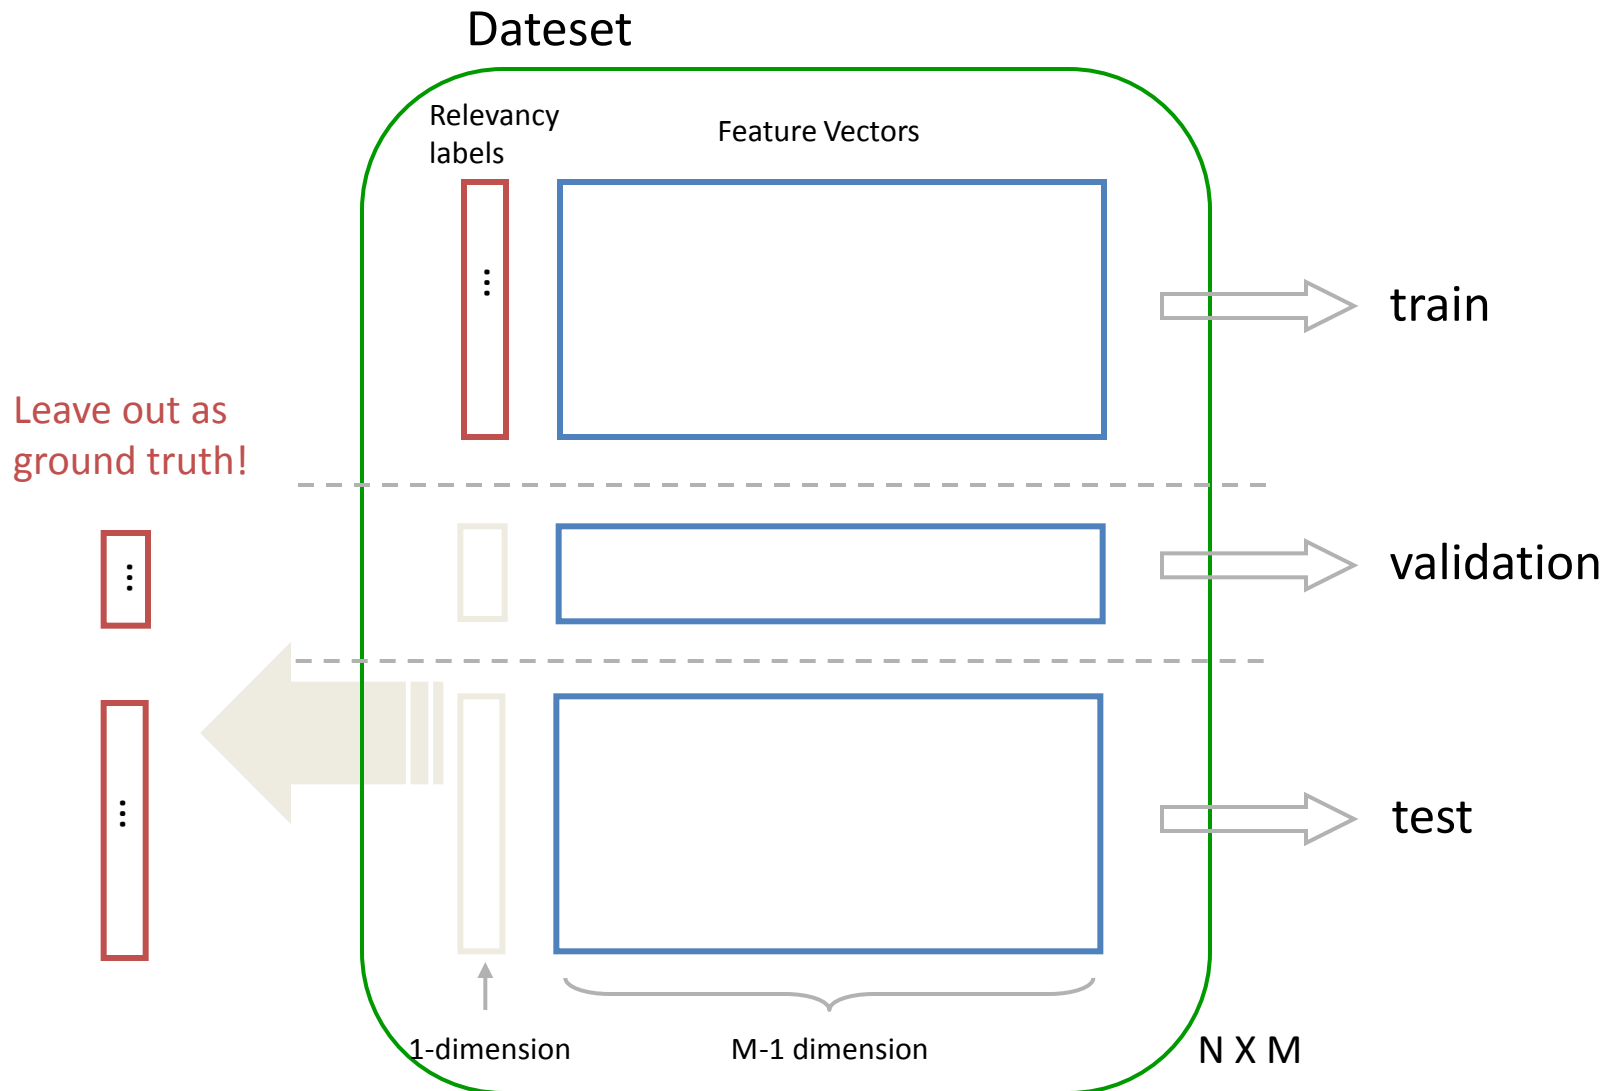 Dateset
Relevancy
labels
Feature Vectors
...
train
Leave out as
ground truth!
...
validation
...
test
1-dimension
M-1 dimension
N X M